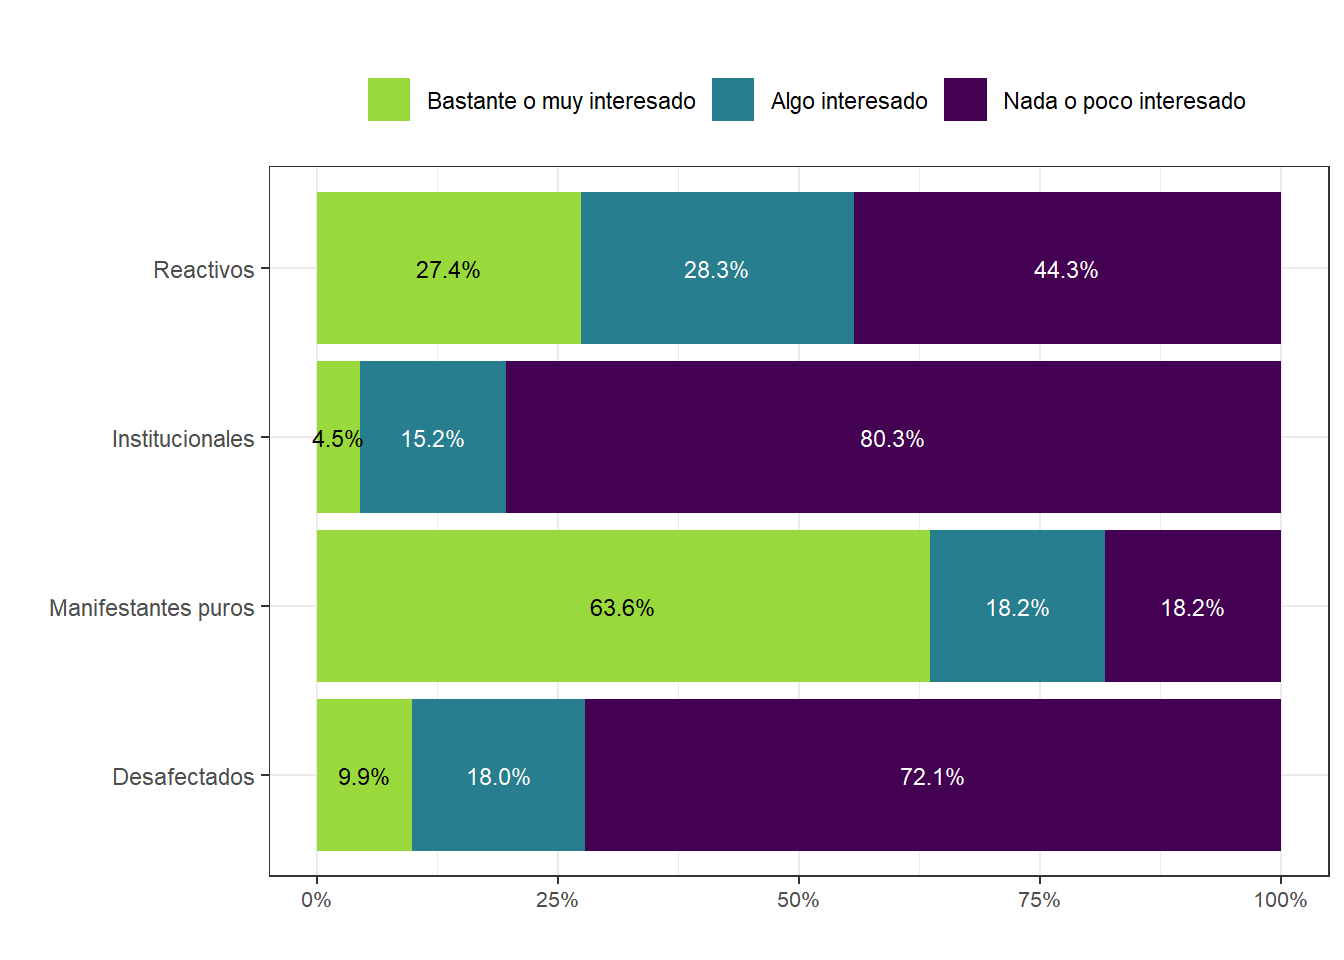 Bastante o muy interesado Algo interesado Nada o poco interesado
Reactivos 27.4% 28.3% 44.3%
Institucionales 4.5% 15.2% 80.3%
Manifestantes puros 63.6% 18.2% 18.2%
Desafectados 9.9% 18.0% 72.1%
0% 25% 50% 75% 100%